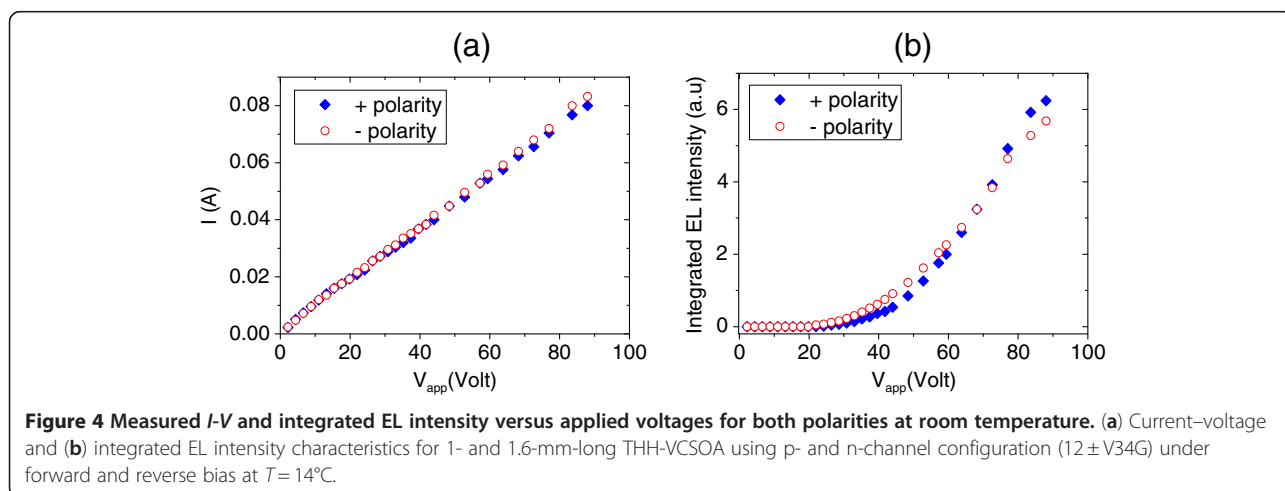 (a)
+ polarity
- polarity
0.08
0.06
0.04
0.02
0.00
I (A)
0 20 40 60 80 100
V_app(Volt)
(b)
+ polarity
- polarity
6
4
2
0
Integrated EL intensity (a.u)
0 20 40 60 80 100
V_app(Volt)
Figure 4 Measured I-V and integrated EL intensity versus applied voltages for both polarities at room temperature. (a) Current–voltage
and (b) integrated EL intensity characteristics for 1- and 1.6-mm-long THH-VCSOA using p- and n-channel configuration (12 ± V34G) under
forward and reverse bias at T = 14°C.